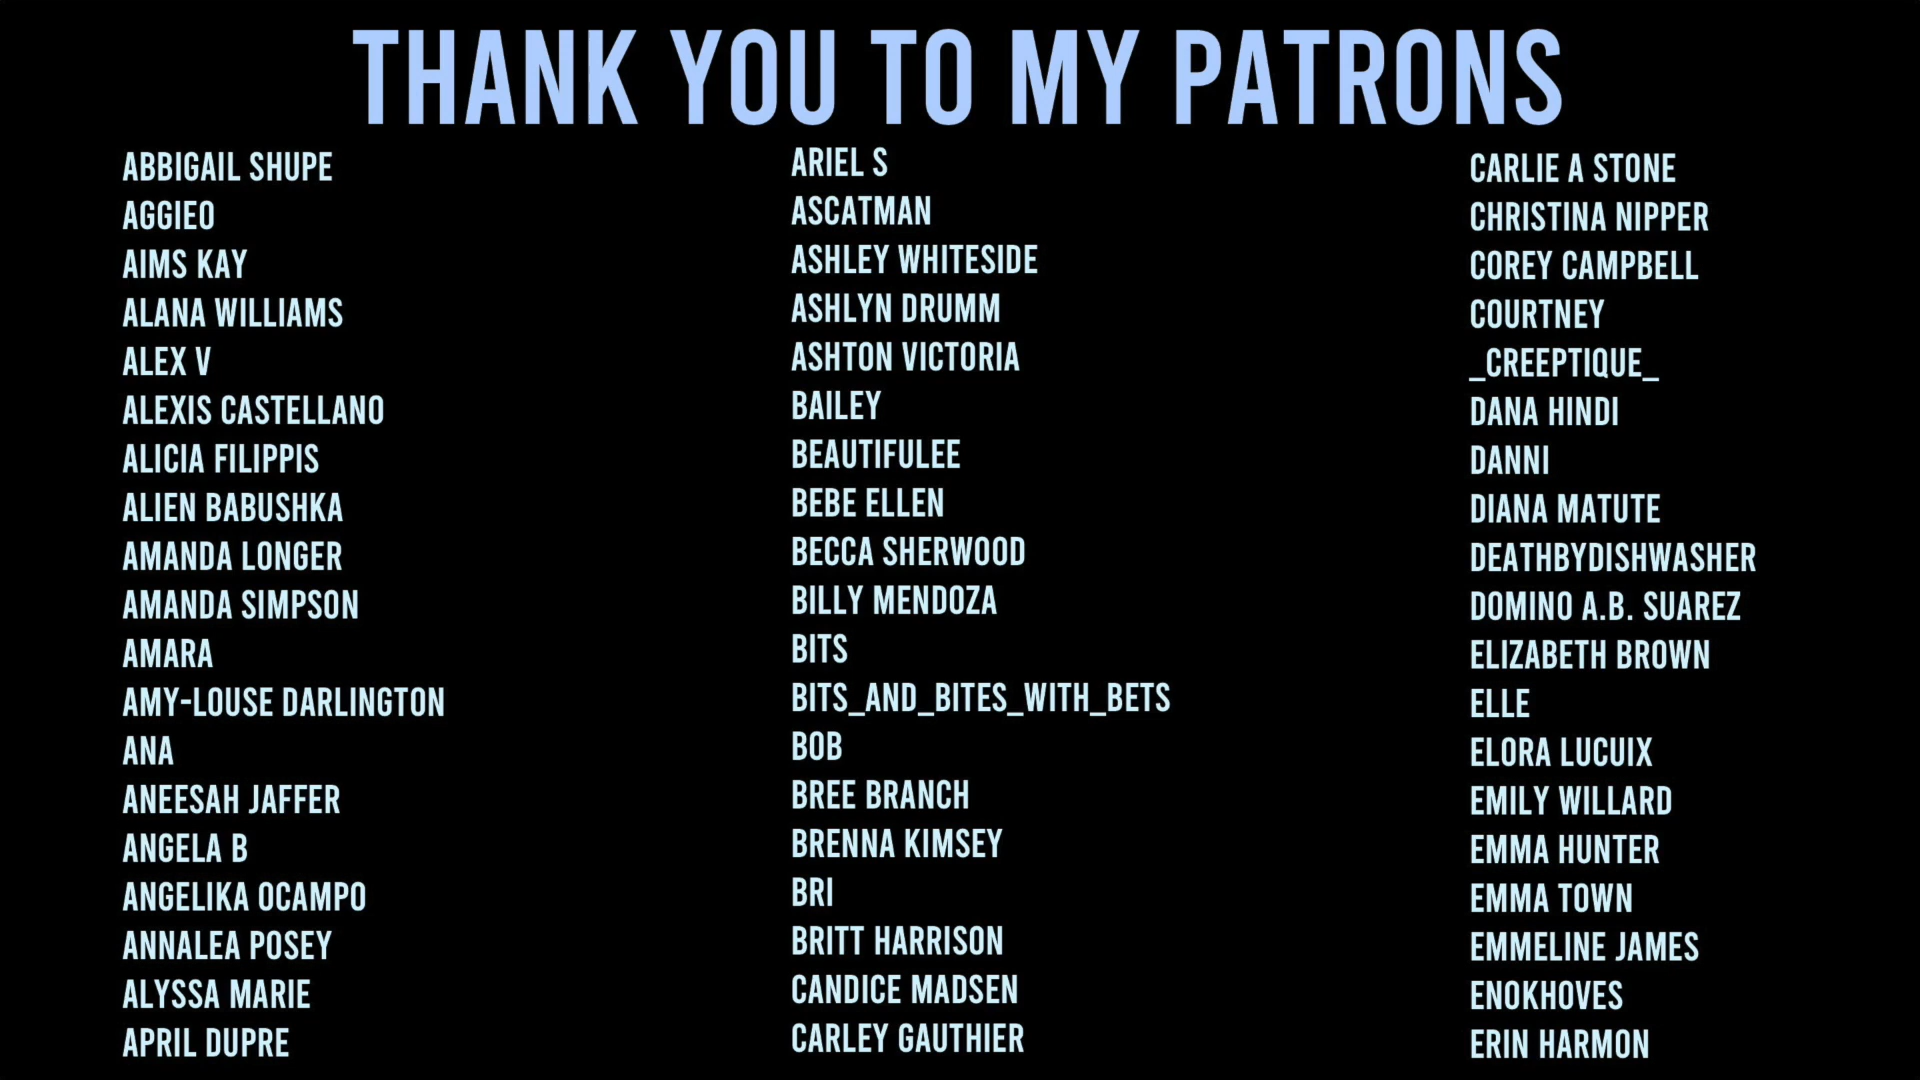 THANK YOU TO MY PATRONS
ABBIGAIL SHUPE
AGGIEO
AIMS KAY
ALANA WILLIAMS
ALEX V
ALEXIS CASTELLANO
ALICIA FILIPPIS
ALIEN BABUSHKA
AMANDA LONGER
AMANDA SIMPSON
AMARA
AMY-LOUSE DARLINGTON
ANA
ANEESAH JAFFER
ANGELA B
ANGELIKA OCAMPO
ANNALEA POSEY
ALYSSA MARIE
APRIL DUPRE
ARIEL S
ASCATMAN
ASHLEY WHITESIDE
ASHLYN DRUMM
ASHTON VICTORIA
BAILEY
BEAUTIFULEE
BEBE ELLEN
BECCA SHERWOOD
BILLY MENDOZA
BITS
BITS_AND_BITES_WITH_BETS
BOB
BREE BRANCH
BRENNA KIMSEY
BRI
BRITT HARRISON
CANDICE MADSEN
CARLEY GAUTHIER
CARLIE A STONE
CHRISTINA NIPPER
COREY CAMPBELL
COURTNEY
_CREEPTIQUE_
DANA HINDI
DANNI
DIANA MATUTE
DEATHBYDISHWASHER
DOMINO A.B. SUAREZ
ELIZABETH BROWN
ELLE
ELORA LUCUIX
EMILY WILLARD
EMMA HUNTER
EMMA TOWN
EMMELINE JAMES
ENOKHOVES
ERIN HARMON